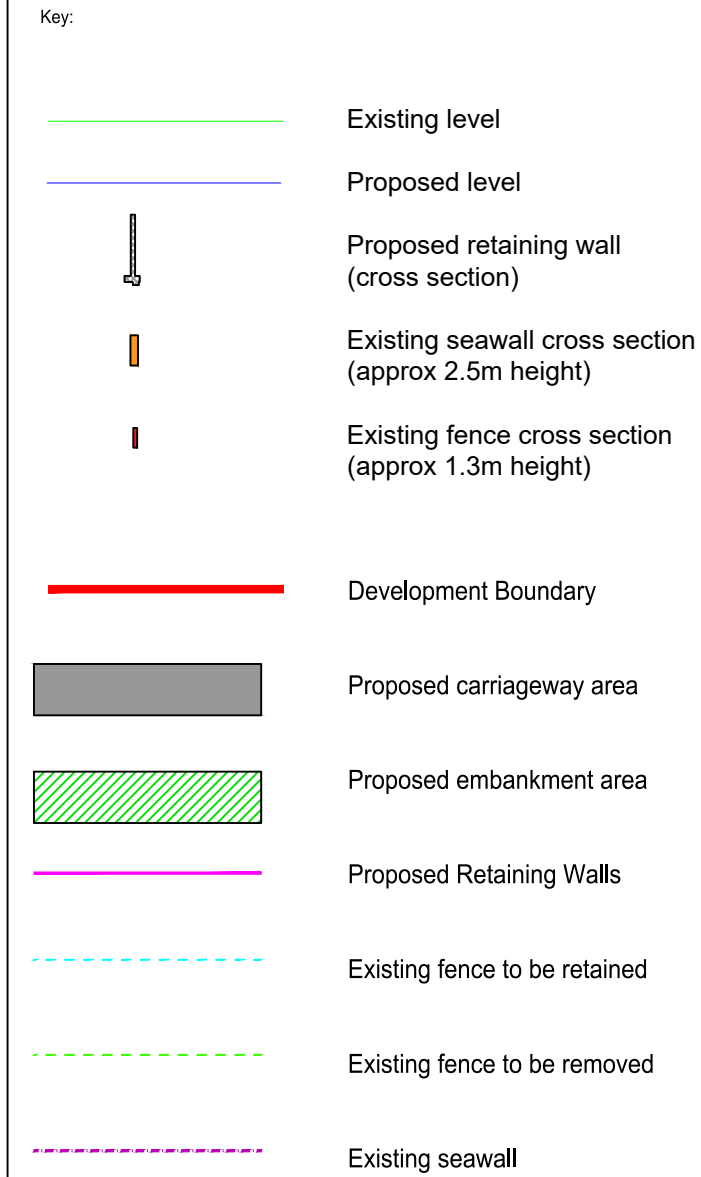 Key:
Existing level
Proposed level
Proposed retaining wall
(cross section)
Existing seawall cross section
(approx 2.5m height)
Existing fence cross section
(approx 1.3m height)
Development Boundary
Proposed carriageway area
Proposed embankment area
Proposed Retaining Walls
Existing fence to be retained
Existing fence to be removed
Existing seawall